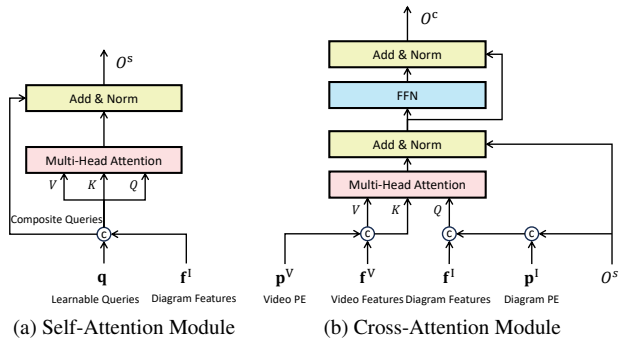 O^s
Add & Norm
Multi-Head Attention
V K Q
Composite Queries
C
q f^I
Learnable Queries Diagram Features
(a) Self-Attention Module
O^c
Add & Norm
FFN
Add & Norm
Multi-Head Attention
V K Q
C C C
p^V f^V f^I p^I O^s
Video PE Video Features Diagram Features Diagram PE
(b) Cross-Attention Module